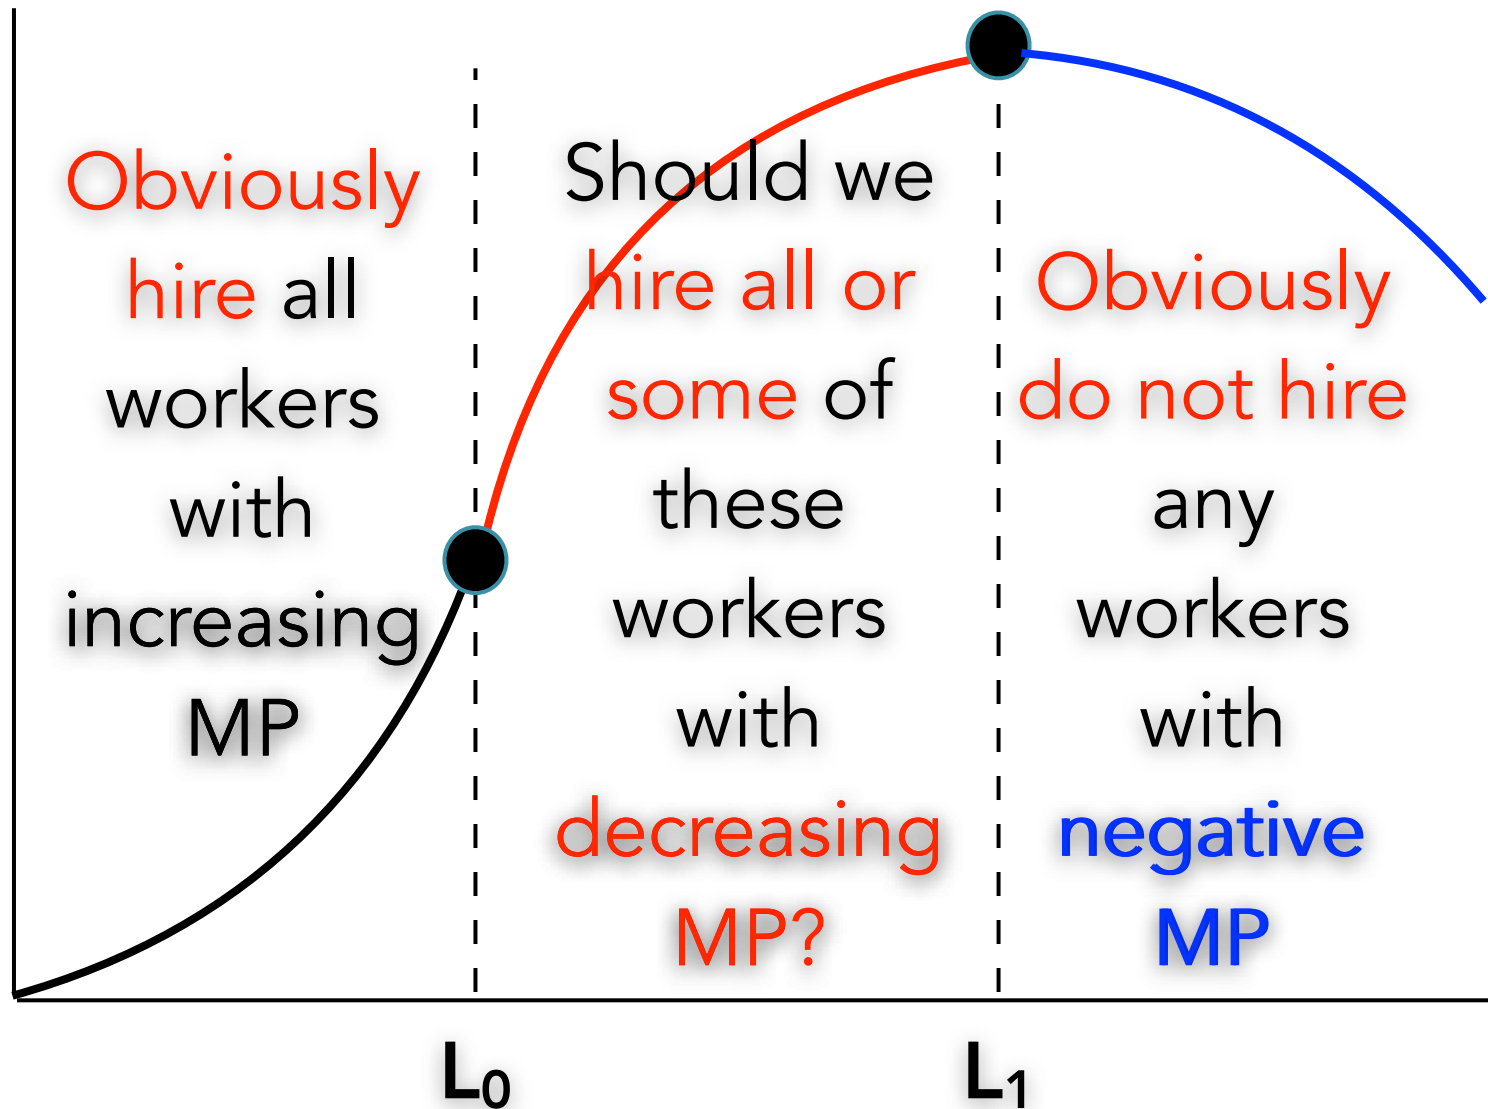 Obviously
hire all
workers
with
increasing
MP
Should we
hire all or
some of
these
workers
with
decreasing
MP?
Obviously
do not hire
any
workers
with
negative
MP
L₀
L₁